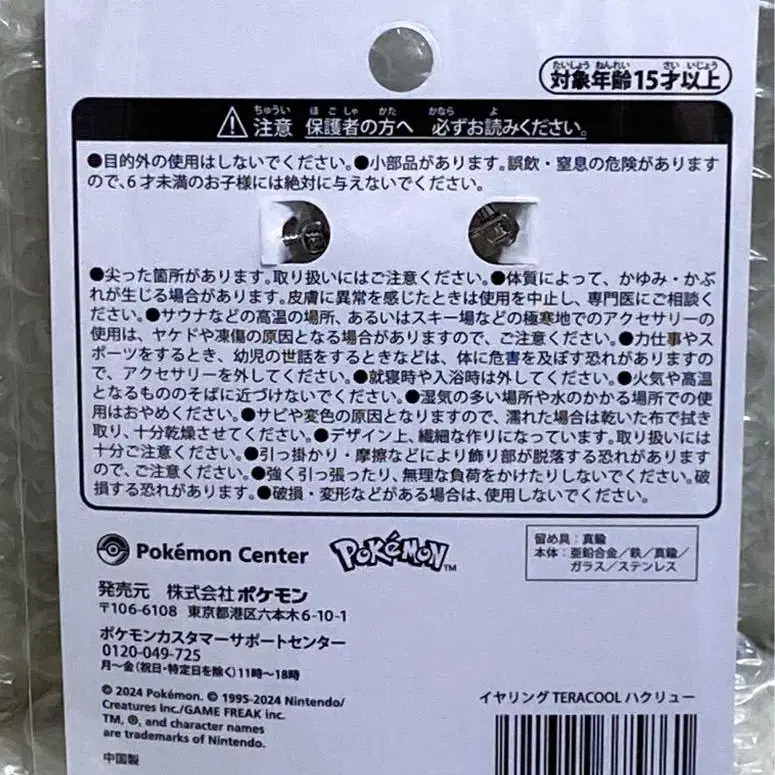 対象年齢15才以上
たいしょう ねんれい さい いじょう
注意 保護者の方へ 必ずお読みください。
ちゅうい ほごしゃ かた かなら よ
●目的外の使用はしないでください。●小部品があります。誤飲・窒息の危険があります
ので、6才未満のお子様には絶対に与えないでください。
●尖った箇所があります。取り扱いにはご注意ください。●体質によって、かゆみ・かぶ
れが生じる場合があります。皮膚に異常を感じたときは使用を中止し、専門医にご相談く
ださい。●サウナなどの高温の場所、あるいはスキー場などの極寒地でのアクセサリーの
使用は、ヤケドや凍傷の原因となる場合がありますので、ご注意ください。●力仕事やス
ポーツをするとき、幼児の世話をするときなどは、体に危害を及ぼす恐れがありますの
で、アクセサリーを外してください。●就寝時や入浴時は外してください。●火気や高温
となるもののそばに近づけないでください。●湿気の多い場所や水のかかる場所での使
用はおやめください。●サビや変色の原因となりますので、濡れた場合は乾いた布で拭き
取り、十分乾燥させてください。●デザイン上、繊細な作りになっています。取り扱いには
十分ご注意ください。●引っ掛かり・摩擦などにより飾り部が脱落する恐れがあります
ので、ご注意ください。●強く引っ張ったり、無理な負荷をかけたりしないでください。破
損する恐れがあります。●破損・変形などがある場合は、使用しないでください。
Pokémon Center POKéMON™
留め具：真鍮
本体：亜鉛合金／鉄／真鍮／
ガラス／ステンレス
発売元 株式会社ポケモン
〒106-6108 東京都港区六本木6-10-1
ポケモンカスタマーサポートセンター
0120-049-725
月〜金(祝日・特定日を除く)11時〜18時
© 2024 Pokémon. © 1995-2024 Nintendo/
Creatures Inc./GAME FREAK inc.
TM, ®, and character names
are trademarks of Nintendo.
中国製
イヤリング TERACOOL ハクリュー